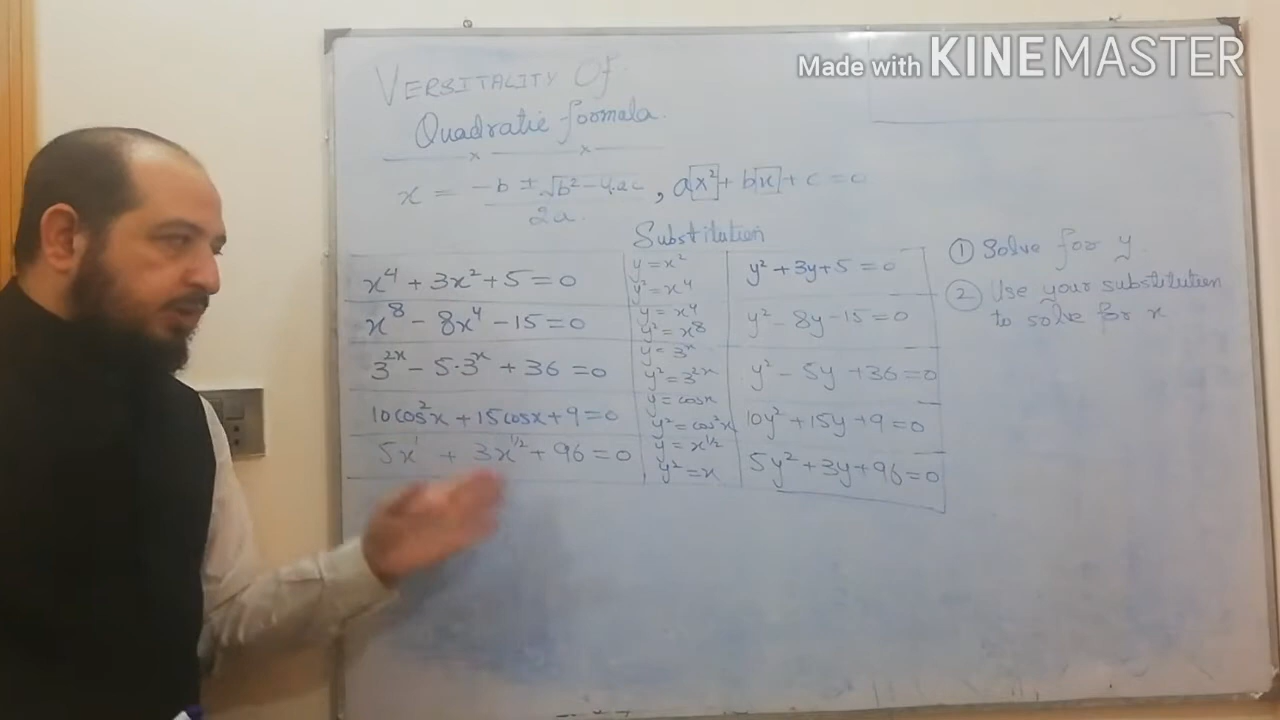 Made with KINEMASTER
VERSITALITY OF
Quadratic formula
x = (-b ± √(b² - 4ac)) / 2a , ax² + bx + c = 0
Substitution
x⁴ + 3x² + 5 = 0
y = x²
y² = x⁴
y² + 3y + 5 = 0
x⁸ - 8x⁴ - 15 = 0
y = x⁴
y² = x⁸
y² - 8y - 15 = 0
3²ˣ - 5·3ˣ + 36 = 0
y = 3ˣ
y² = 3²ˣ
y² - 5y + 36 = 0
10cos²x + 15cosx + 9 = 0
y = cosx
y² = cos²x
10y² + 15y + 9 = 0
5x¹ + 3x^1/2 + 96 = 0
y = x^1/2
y² = x
5y² + 3y + 96 = 0
① Solve for y.
② Use your substitution
to solve for x